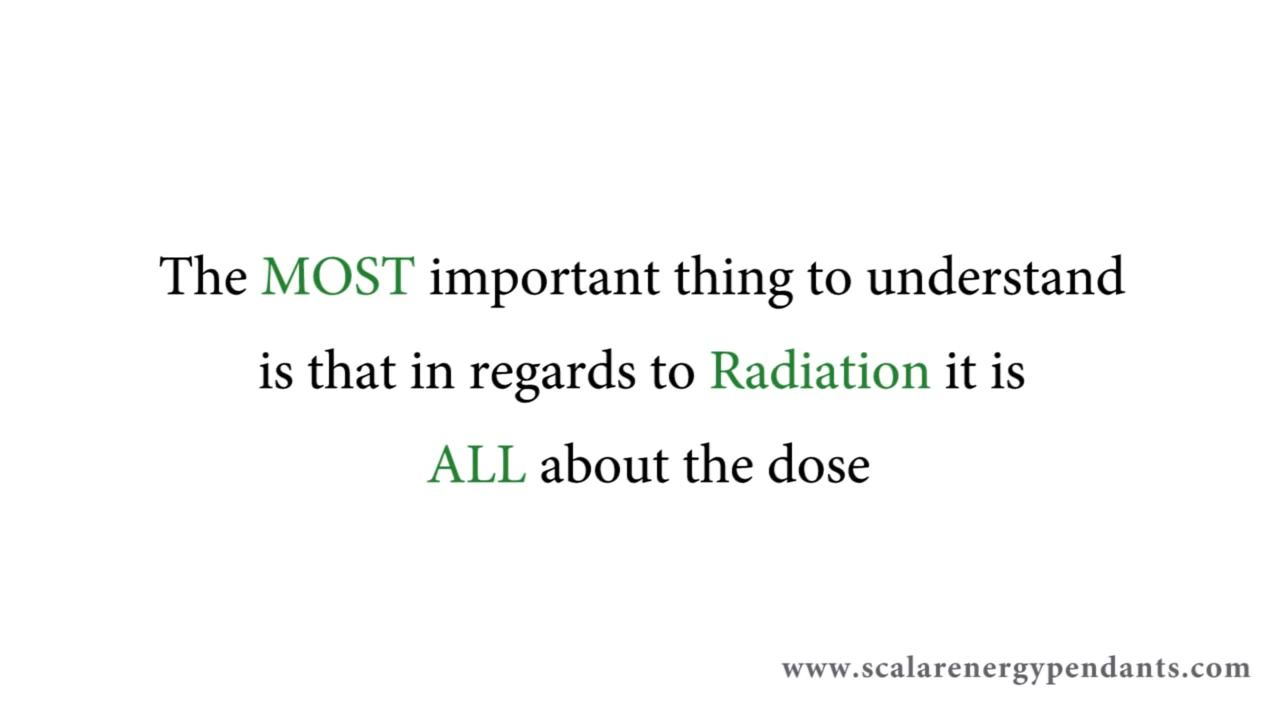 The MOST important thing to understand
is that in regards to Radiation it is
ALL about the dose
www.scalarenergypendants.com